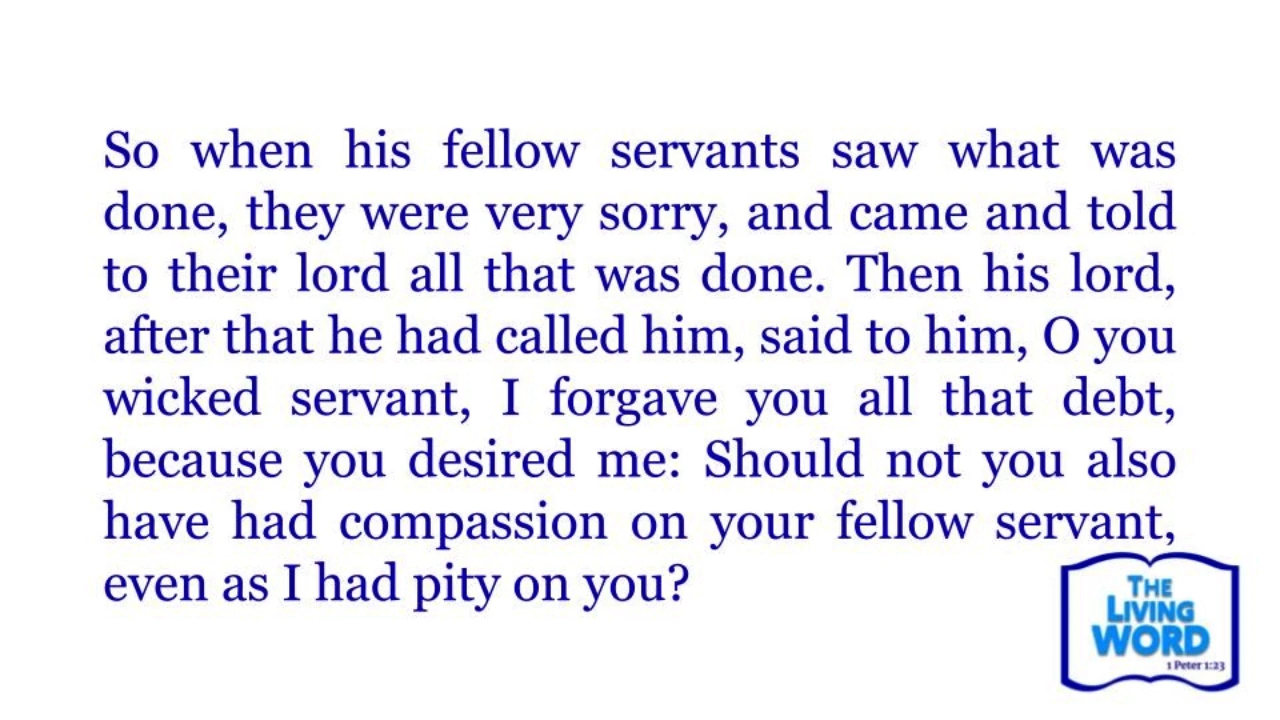 So when his fellow servants saw what was
done, they were very sorry, and came and told
to their lord all that was done. Then his lord,
after that he had called him, said to him, O you
wicked servant, I forgave you all that debt,
because you desired me: Should not you also
have had compassion on your fellow servant,
even as I had pity on you?
THE
LIVING
WORD
1 Peter 1:23